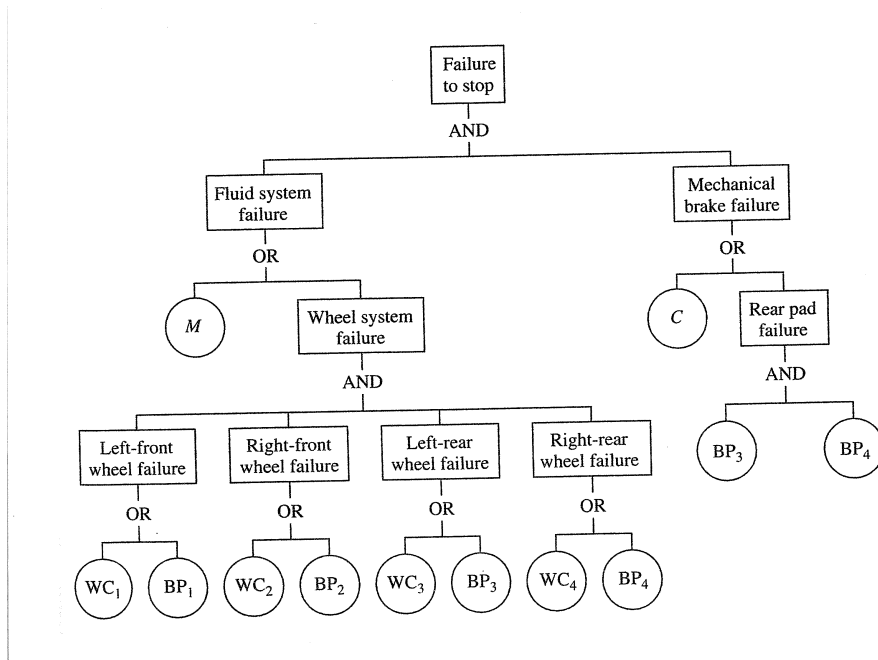 Failure
to stop
AND
Fluid system
failure
Mechanical
brake failure
OR
OR
M
Wheel system
failure
C
Rear pad
failure
AND
AND
Left-front
wheel failure
Right-front
wheel failure
Left-rear
wheel failure
Right-rear
wheel failure
BP3
BP4
OR
OR
OR
OR
WC1
BP1
WC2
BP2
WC3
BP3
WC4
BP4